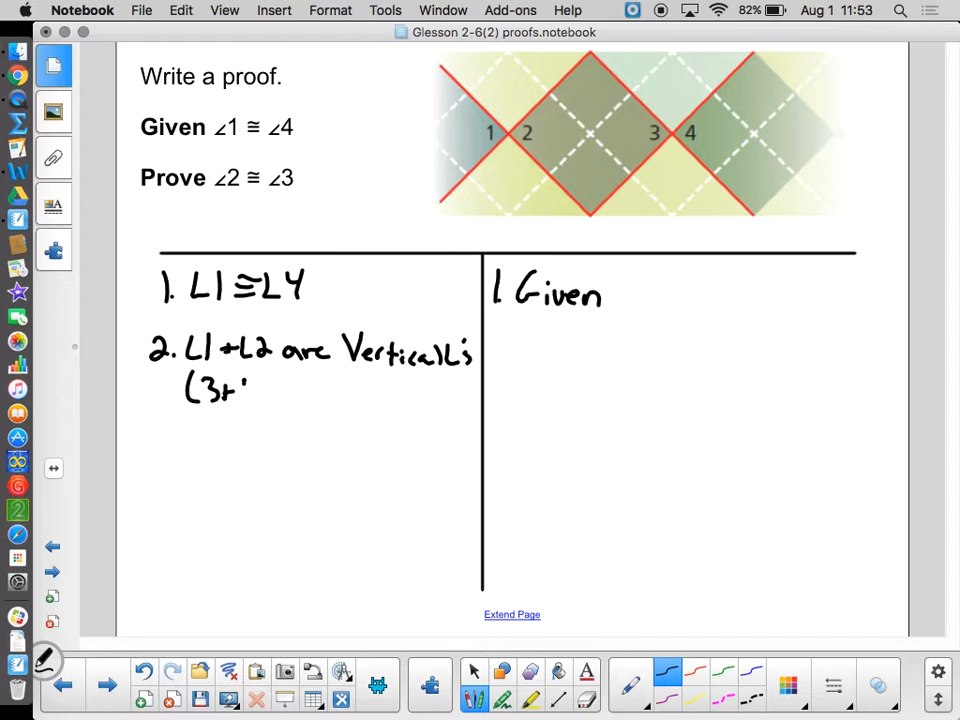 Notebook File Edit View Insert Format Tools Window Add-ons Help 82% Aug 1 11:53
Glesson 2-6(2) proofs.notebook
Write a proof.
Given ∠1 ≅ ∠4
Prove ∠2 ≅ ∠3
1 2 3 4
1. ∠1 ≅ ∠4
1. Given
2. ∠1 + ∠2 are Vertical ∠'s
(3+
Extend Page